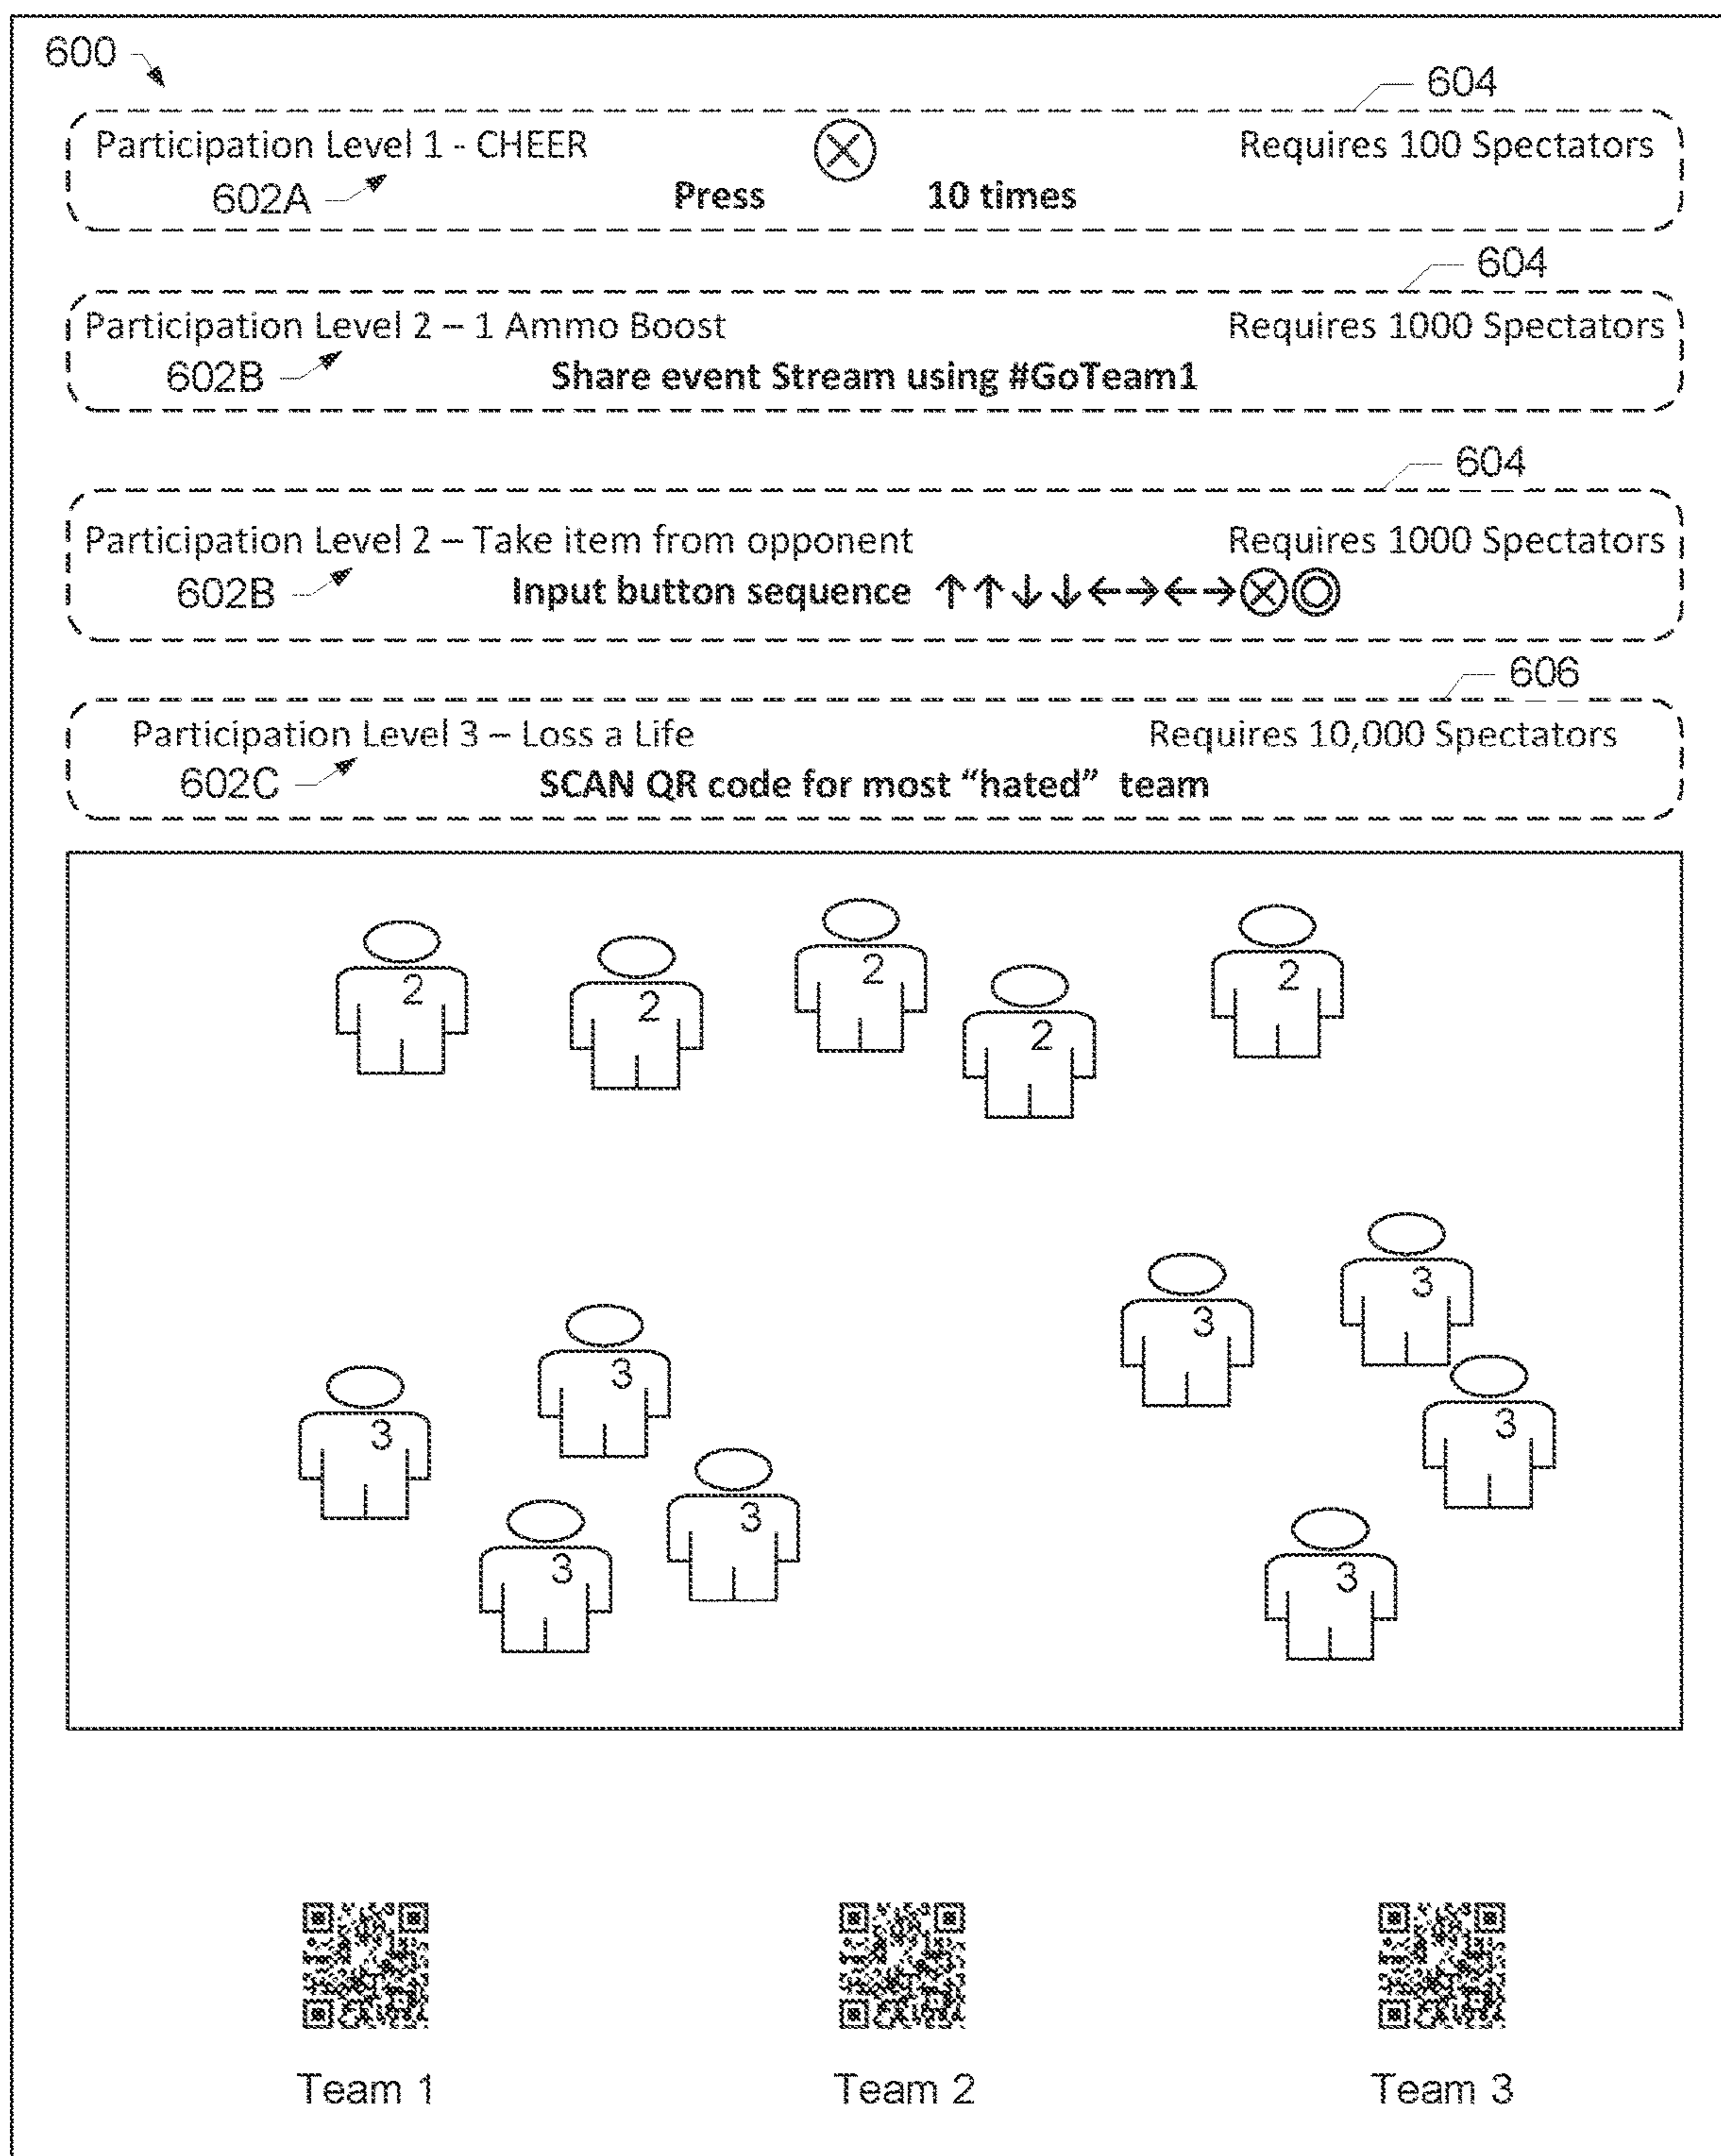 600
604
Participation Level 1 - CHEER ⊗ Requires 100 Spectators
602A Press 10 times
604
Participation Level 2 – 1 Ammo Boost Requires 1000 Spectators
602B Share event Stream using #GoTeam1
604
Participation Level 2 – Take item from opponent Requires 1000 Spectators
602B Input button sequence ↑↑↓↓←→←→⊗◎
606
Participation Level 3 – Loss a Life Requires 10,000 Spectators
602C SCAN QR code for most “hated” team
2 2 2 2 2
3 3
3 3 3
3 3 3
Team 1 Team 2 Team 3